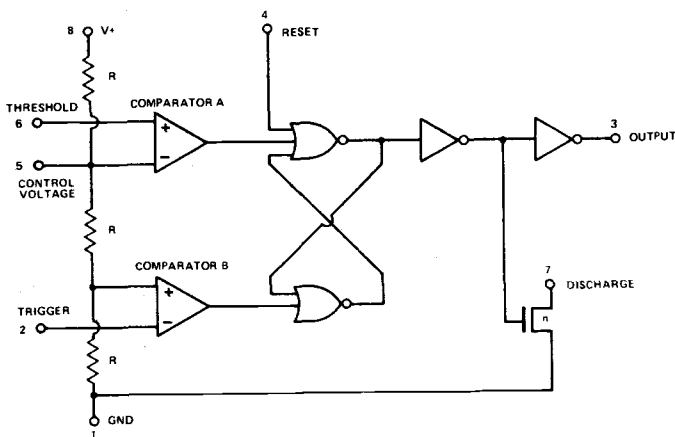 8 V+
4
RESET
R
COMPARATOR A
THRESHOLD
6
+
−
3
OUTPUT
5
CONTROL
VOLTAGE
R
COMPARATOR B
+
−
7
DISCHARGE
n
TRIGGER
2
R
GND
1